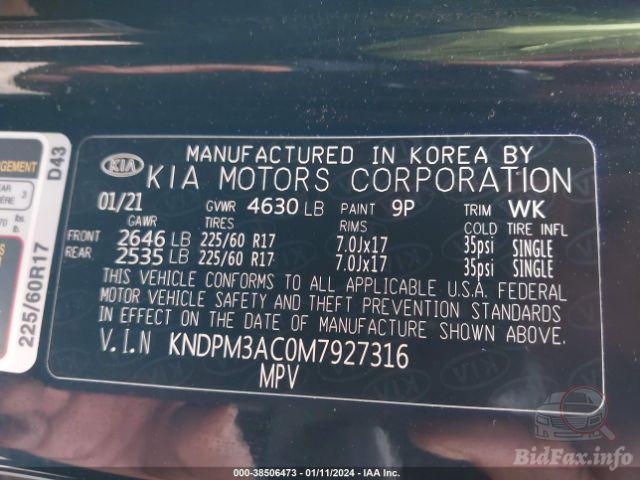 RGEMENT
D43
225/60R17
KIA
MANUFACTURED IN KOREA BY
KIA MOTORS CORPORATION
01/21 GVWR 4630 LB PAINT 9P TRIM WK
GAWR TIRES RIMS COLD TIRE INFL
FRONT 2646 LB 225/60 R17 7.0Jx17 35psi SINGLE
REAR 2535 LB 225/60 R17 7.0Jx17 35psi SINGLE
THIS VEHICLE CONFORMS TO ALL APPLICABLE U.S.A. FEDERAL
MOTOR VEHICLE SAFETY AND THEFT PREVENTION STANDARDS
IN EFFECT ON THE DATE OF MANUFACTURE SHOWN ABOVE.
V.I.N KNDPM3AC0M7927316
MPV
BidFax.info
000-38506473 - 01/11/2024 - IAA Inc.